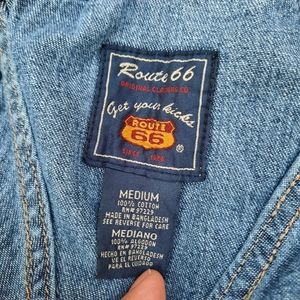 Route 66
ORIGINAL CLOTHING CO.
Get your kicks
ROUTE
66
®
SINCE
MEDIUM
100% COTTON
RN# 97229
MADE IN BANGLADESH
SEE REVERSE FOR CARE
MEDIANO
100% ALGODON
RN# 97229
HECHO EN BANGLADESH
VE EL REVERSO
PARA EL CUIDADO